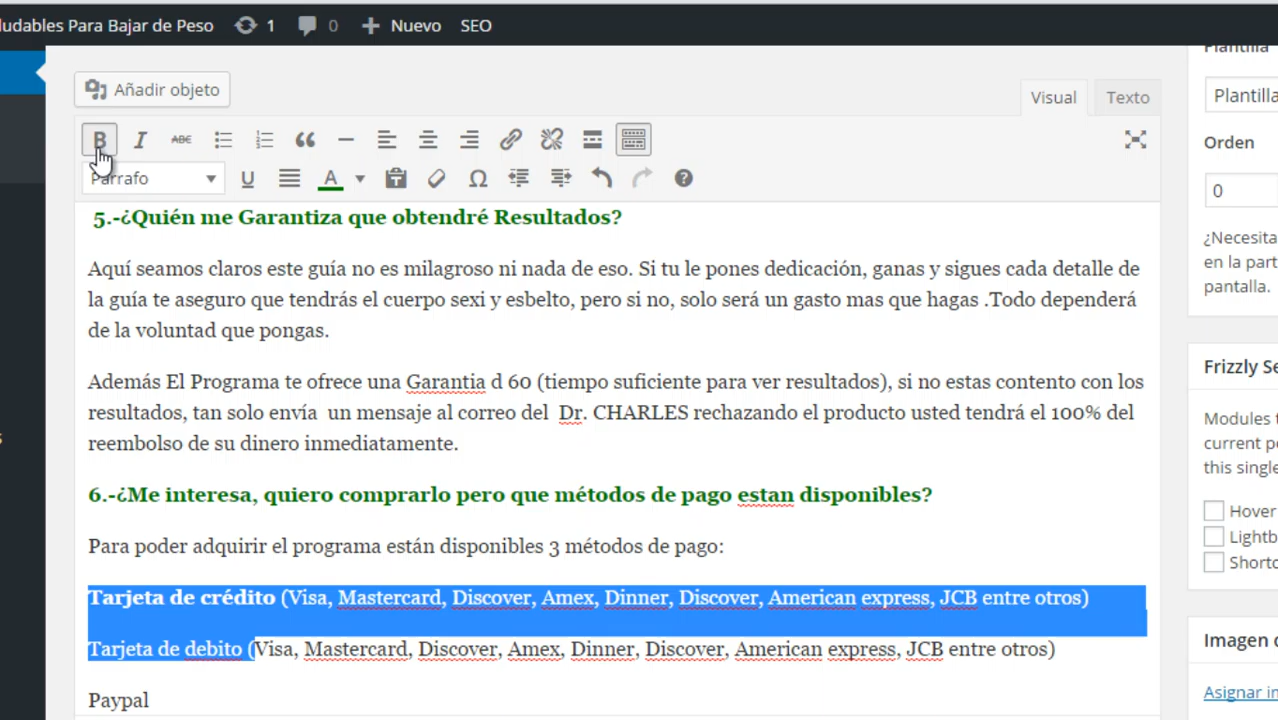 ludables Para Bajar de Peso 1 0 Nuevo SEO
Añadir objeto
Visual Texto
B I ABC
Párrafo U A Ω
5.-¿Quién me Garantiza que obtendré Resultados?
Aquí seamos claros este guía no es milagroso ni nada de eso. Si tu le pones dedicación, ganas y sigues cada detalle de
la guía te aseguro que tendrás el cuerpo sexi y esbelto, pero si no, solo será un gasto mas que hagas .Todo dependerá
de la voluntad que pongas.
Además El Programa te ofrece una Garantia d 60 (tiempo suficiente para ver resultados), si no estas contento con los
resultados, tan solo envía un mensaje al correo del Dr. CHARLES rechazando el producto usted tendrá el 100% del
reembolso de su dinero inmediatamente.
6.-¿Me interesa, quiero comprarlo pero que métodos de pago estan disponibles?
Para poder adquirir el programa están disponibles 3 métodos de pago:
Tarjeta de crédito (Visa, Mastercard, Discover, Amex, Dinner, Discover, American express, JCB entre otros)
Tarjeta de debito (Visa, Mastercard, Discover, Amex, Dinner, Discover, American express, JCB entre otros)
Paypal
Plantilla
Plantilla
Orden
0
¿Necesita
en la part
pantalla.
Frizzly Se
Modules t
current po
this single
Hover
Lightb
Shortc
Imagen d
Asignar im